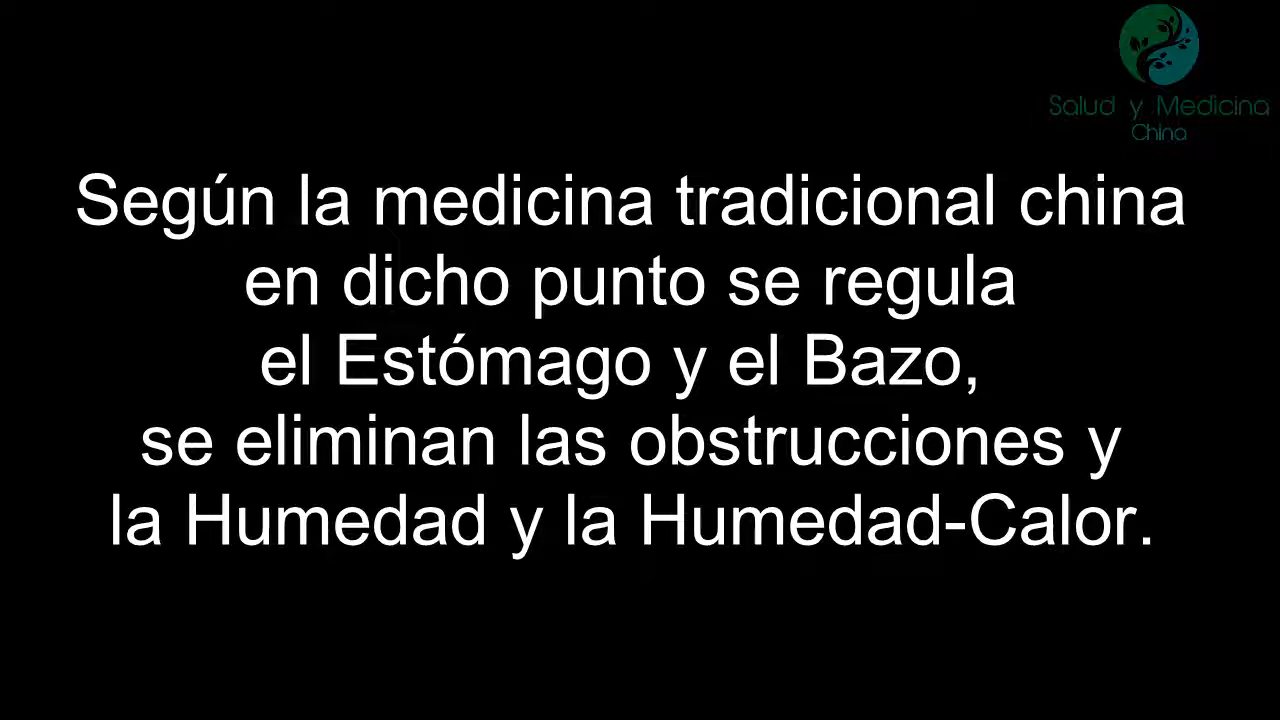 Salud y Medicina
China
Según la medicina tradicional china
en dicho punto se regula
el Estómago y el Bazo,
se eliminan las obstrucciones y
la Humedad y la Humedad-Calor.